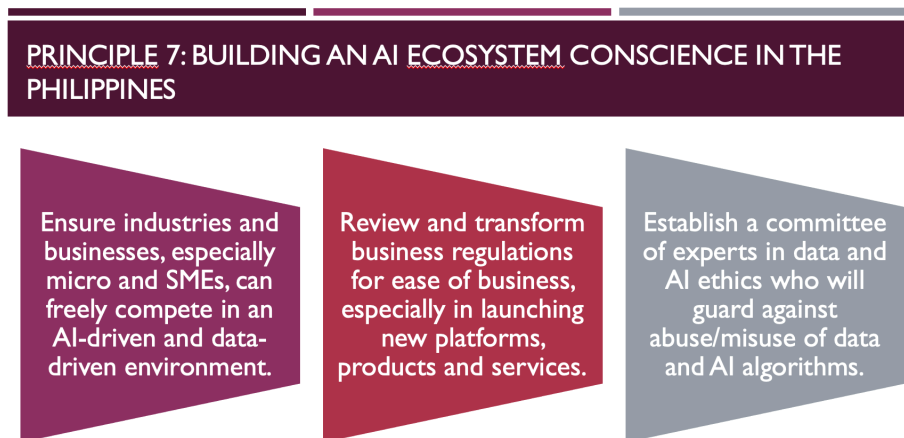 PRINCIPLE 7: BUILDING AN AI ECOSYSTEM CONSCIENCE IN THE
PHILIPPINES
Ensure industries and
businesses, especially
micro and SMEs, can
freely compete in an
AI-driven and data-
driven environment.
Review and transform
business regulations
for ease of business,
especially in launching
new platforms,
products and services.
Establish a committee
of experts in data and
AI ethics who will
guard against
abuse/misuse of data
and AI algorithms.